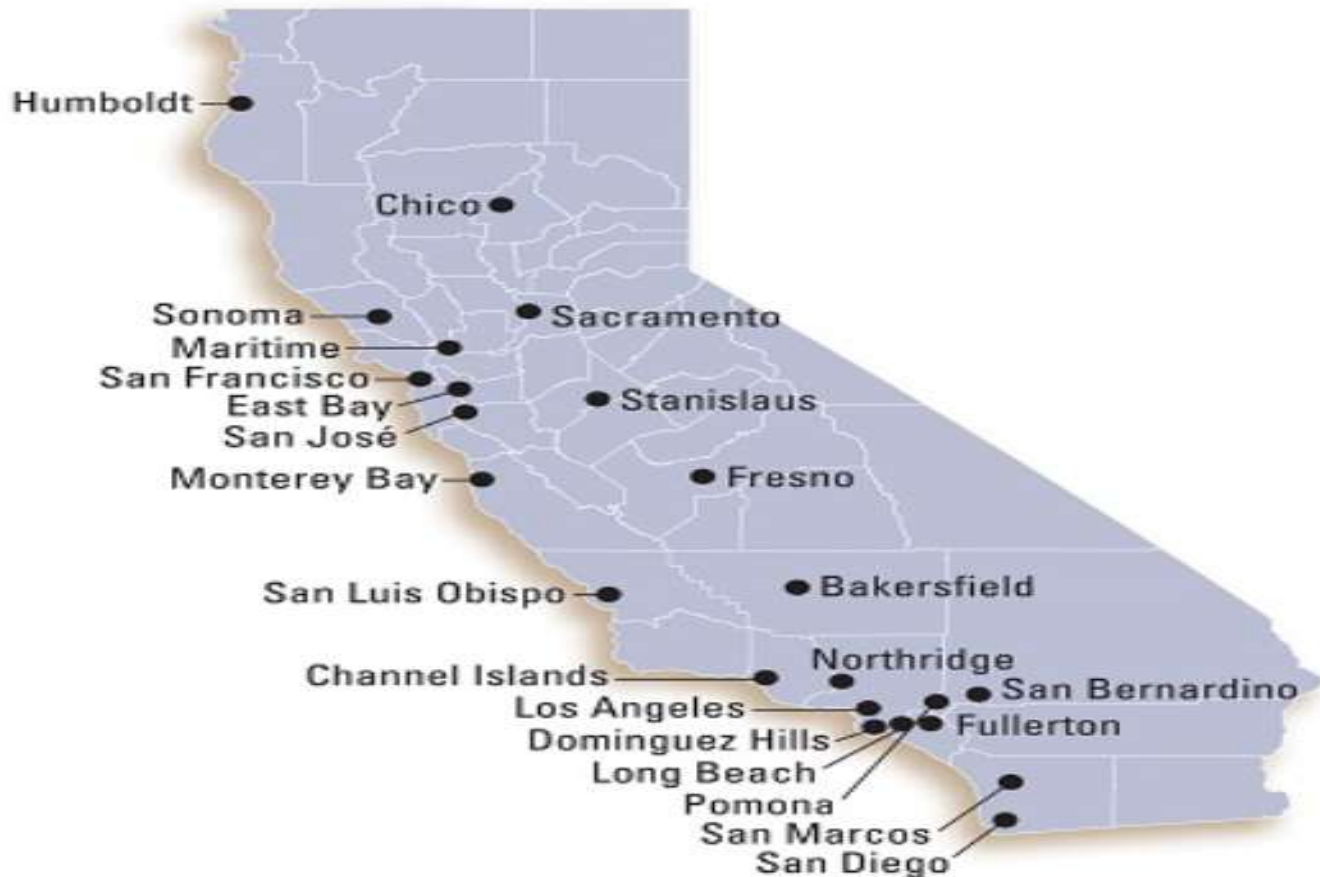 Humboldt
Chico
Sonoma
Sacramento
Maritime
San Francisco
East Bay
Stanislaus
San José
Monterey Bay
Fresno
San Luis Obispo
Bakersfield
Northridge
Channel Islands
San Bernardino
Los Angeles
Fullerton
Dominguez Hills
Long Beach
Pomona
San Marcos
San Diego